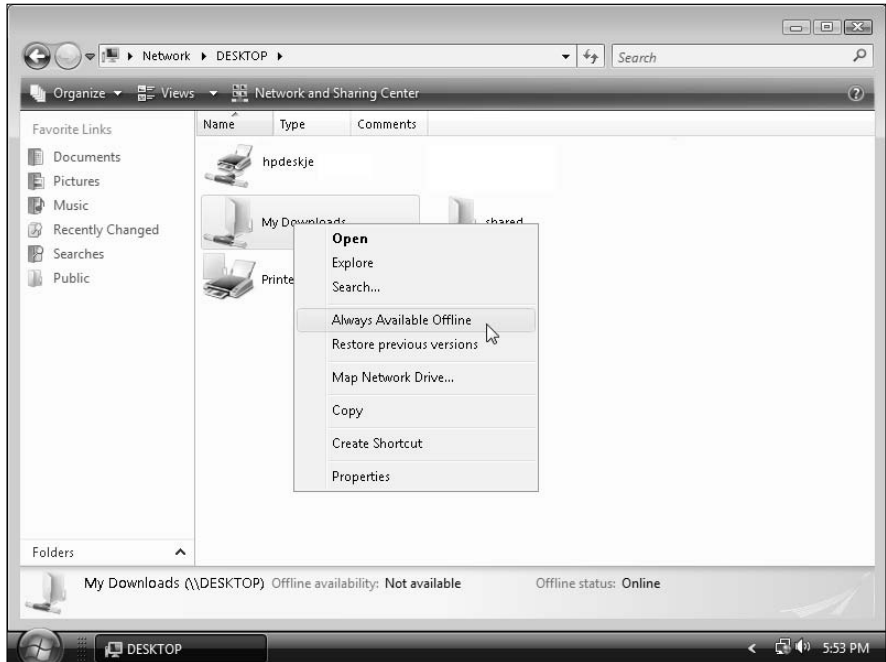 Network ▸ DESKTOP ▸ Search
Organize Views Network and Sharing Center
Favorite Links
Documents
Pictures
Music
Recently Changed
Searches
Public
Folders
Name Type Comments
hpdeskje
My Downloads shared
Printe
Open
Explore
Search...
Always Available Offline
Restore previous versions
Map Network Drive...
Copy
Create Shortcut
Properties
My Downloads (\\DESKTOP) Offline availability: Not available Offline status: Online
DESKTOP 5:53 PM